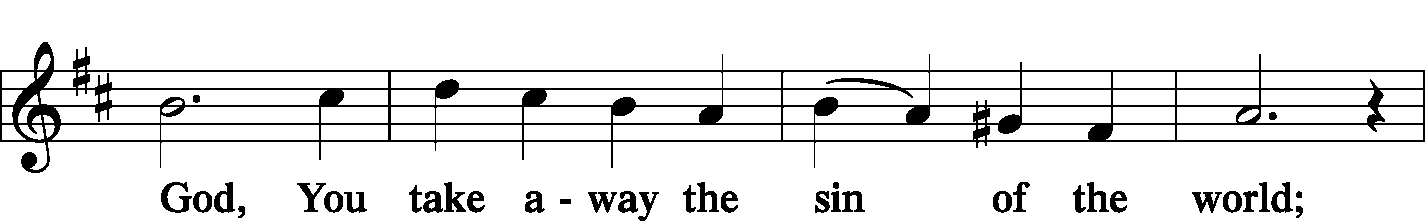 God, You take a - way the sin of the world;